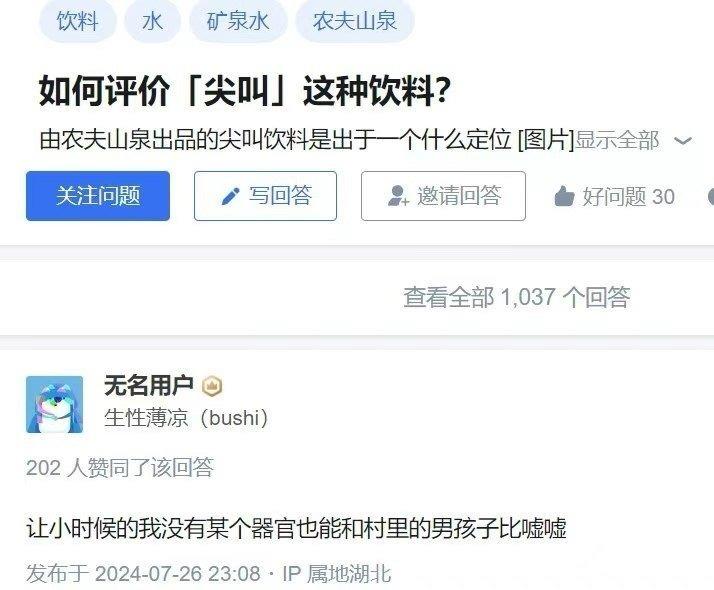 饮料 水 矿泉水 农夫山泉
如何评价「尖叫」这种饮料?
由农夫山泉出品的尖叫饮料是出于一个什么定位 [图片]显示全部
关注问题 写回答 邀请回答 好问题 30
查看全部 1,037 个回答
无名用户
生性薄凉（bushi）
202 人赞同了该回答
让小时候的我没有某个器官也能和村里的男孩子比嘘嘘
发布于 2024-07-26 23:08 · IP 属地湖北